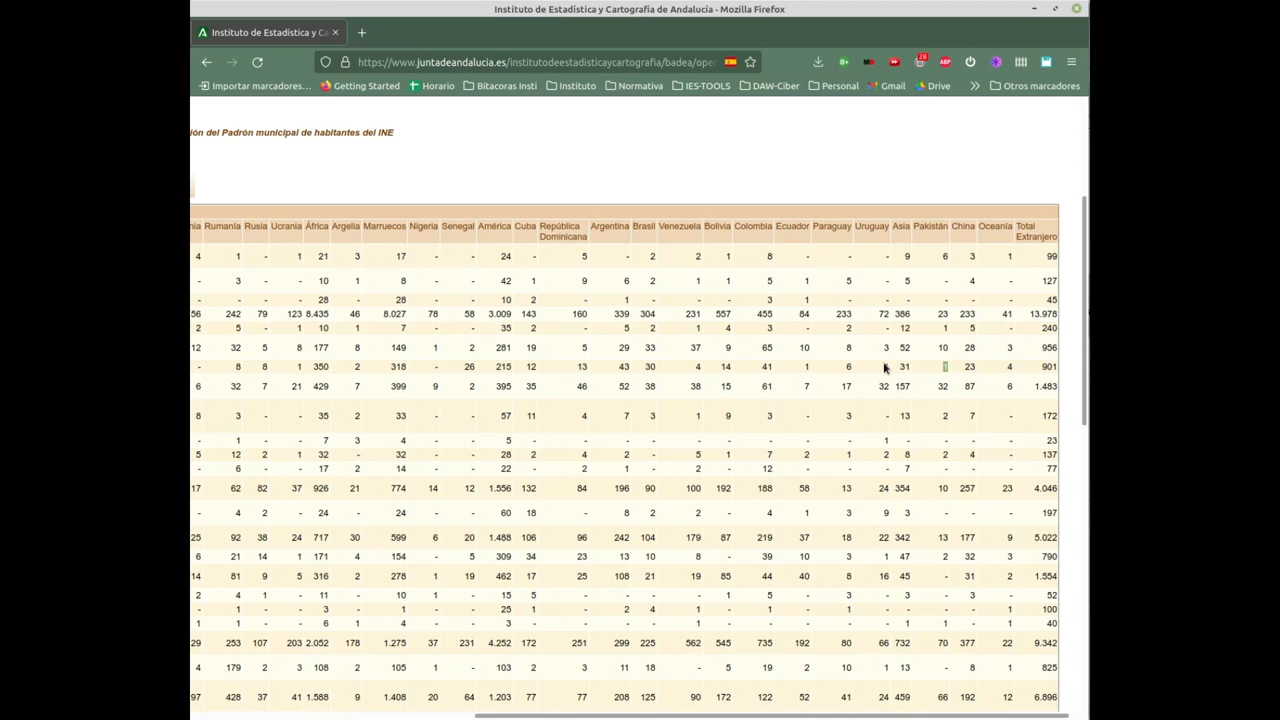 Instituto de Estadística y Cartografía de Andalucía - Mozilla Firefox
Instituto de Estadística y Ca
https://www.juntadeandalucia.es/institutodeestadisticaycartografia/badea/ope
28
Importar marcadores... Getting Started Horario Bitacoras Insti Instituto Normativa IES-TOOLS DAW-Ciber Personal Gmail Drive Otros marcadores
ión del Padrón municipal de habitantes del INE
nia Rumanía Rusia Ucrania África Argelia Marruecos Nigeria Senegal América Cuba República Dominicana Argentina Brasil Venezuela Bolivia Colombia Ecuador Paraguay Uruguay Asia Pakistán China Oceanía Total Extranjero
4 1 - 1 21 3 17 - - 24 - 5 - 2 2 1 8 - - - 9 6 3 1 99
- 3 - - 10 1 8 - - 42 1 9 6 2 1 1 5 1 5 - 5 - 4 - 127
- - - - 28 - 28 - - 10 2 - 1 - - - 3 1 - - - - - - 45
56 242 79 123 8.435 46 8.027 78 58 3.009 143 160 339 304 231 557 455 84 233 72 386 23 233 41 13.978
2 5 - 1 10 1 7 - - 35 2 - 5 2 1 4 3 - 2 - 12 1 5 - 240
12 32 5 8 177 8 149 1 2 281 19 5 29 33 37 9 65 10 8 3 52 10 28 3 956
- 8 8 1 350 2 318 - 26 215 12 13 43 30 4 14 41 1 6 - 31 1 23 4 901
6 32 7 21 429 7 399 9 2 395 35 46 52 38 38 15 61 7 17 32 157 32 87 6 1.483
8 3 - - 35 2 33 - - 57 11 4 7 3 1 9 3 - 3 - 13 2 7 - 172
- 1 - - 7 3 4 - - 5 - - - - - - - - - 1 - - - - 23
5 12 2 1 32 - 32 - - 28 2 4 2 - 5 1 7 2 1 2 8 2 4 - 137
- 6 - - 17 2 14 - - 22 - 2 1 - 2 - 12 - - - 7 - - - 77
17 62 82 37 926 21 774 14 12 1.556 132 84 196 90 100 192 188 58 13 24 354 10 257 23 4.046
- 4 2 - 24 - 24 - - 60 18 - 8 2 2 - 4 1 3 9 3 - - - 197
25 92 38 24 717 30 599 6 20 1.488 106 96 242 104 179 87 219 37 18 22 342 13 177 9 5.022
6 21 14 1 171 4 154 - 5 309 34 23 13 10 8 - 39 10 3 1 47 2 32 3 790
14 81 9 5 316 2 278 1 19 462 17 25 108 21 19 85 44 40 8 16 45 - 31 2 1.554
2 4 1 - 11 - 10 1 - 15 5 - - - - 1 5 - 3 - 3 - 3 - 52
- 1 - - 3 - 1 - - 25 1 - 2 4 1 - 1 - 1 - - - - 1 100
1 1 - - 6 1 4 - - 3 - - - - 1 - - - - - 1 1 - 1 40
29 253 107 203 2.052 178 1.275 37 231 4.252 172 251 299 225 562 545 735 192 80 66 732 70 377 22 9.342
4 179 2 3 108 2 105 1 - 103 2 3 11 18 - 5 19 2 10 1 13 - 8 1 825
97 428 37 41 1.588 9 1.408 20 64 1.203 77 77 208 125 90 172 122 52 41 24 459 66 192 12 6.896